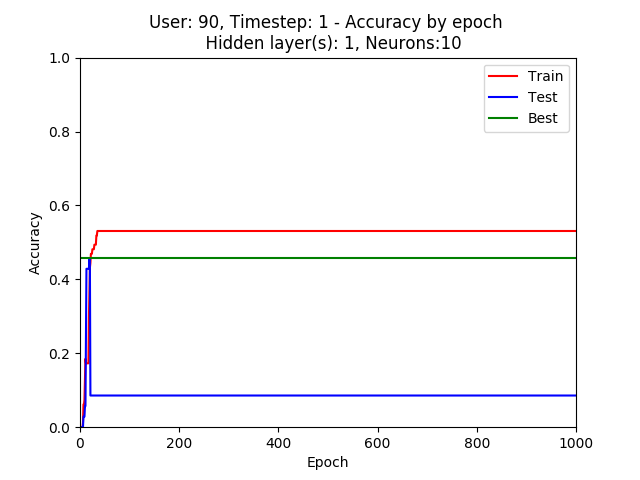 User: 90, Timestep: 1 - Accuracy by epoch
Hidden layer(s): 1, Neurons:10
1.0
0.8
0.6
0.4
0.2
0.0
Accuracy
Train
Test
Best
0 200 400 600 800 1000
Epoch